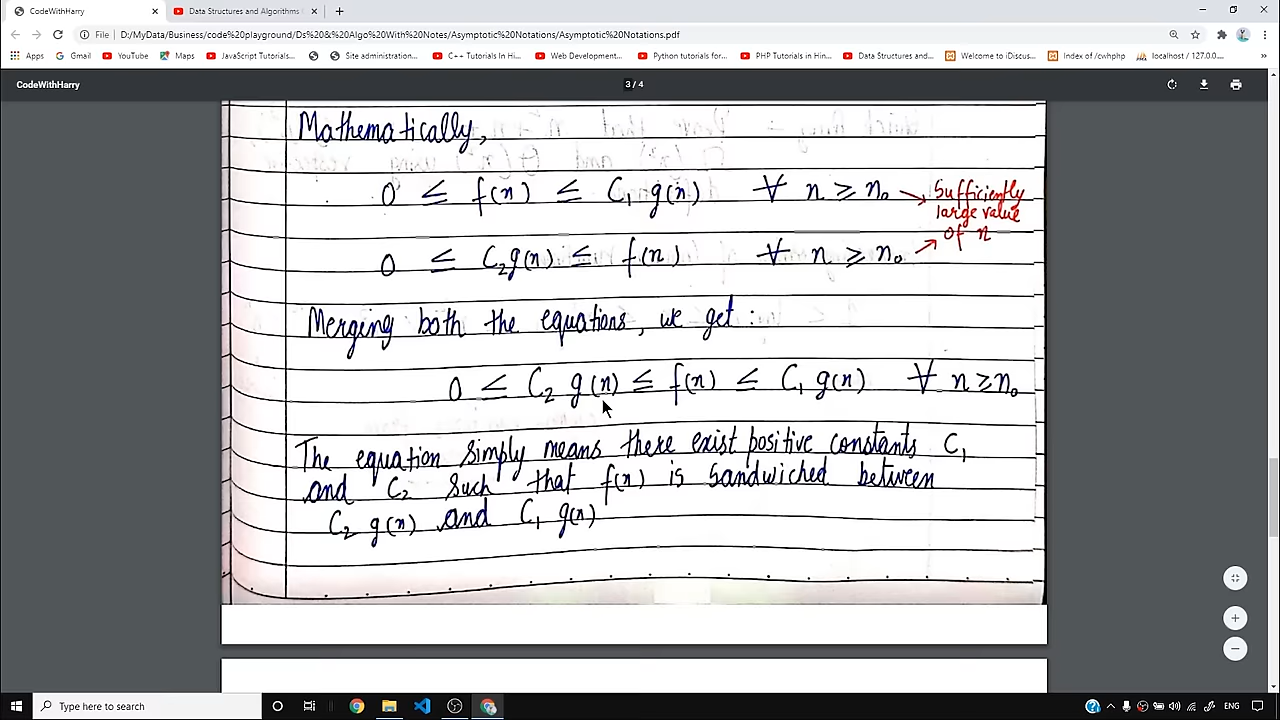 CodeWithHarry
Data Structures and Algorithms
File | D:/MyData/Business/code%20playground/Ds%20&%20Algo%20With%20Notes/Asymptotic%20Notations/Asymptotic%20Notations.pdf
Apps Gmail YouTube Maps JavaScript Tutorials... Site administration... C++ Tutorials In Hi... Web Development... Python tutorials for... PHP Tutorials in Hin... Data Structures and... Welcome to iDiscus... Index of /cwhphp localhost / 127.0.0....
CodeWithHarry 3 / 4
Mathematically,
0 ≤ f(n) ≤ C₁ g(n) ∀ n ≥ n₀ → Sufficiently
large value
of n
0 ≤ C₂g(n) ≤ f(n) ∀ n ≥ n₀ →
Merging both the equations, we get :
0 ≤ C₂ g(n) ≤ f(n) ≤ C₁ g(n) ∀ n ≥ n₀
The equation simply means there exist positive constants C₁
and C₂ such that f(n) is sandwiched between
C₂ g(n) and C₁ g(n)
Type here to search
ENG